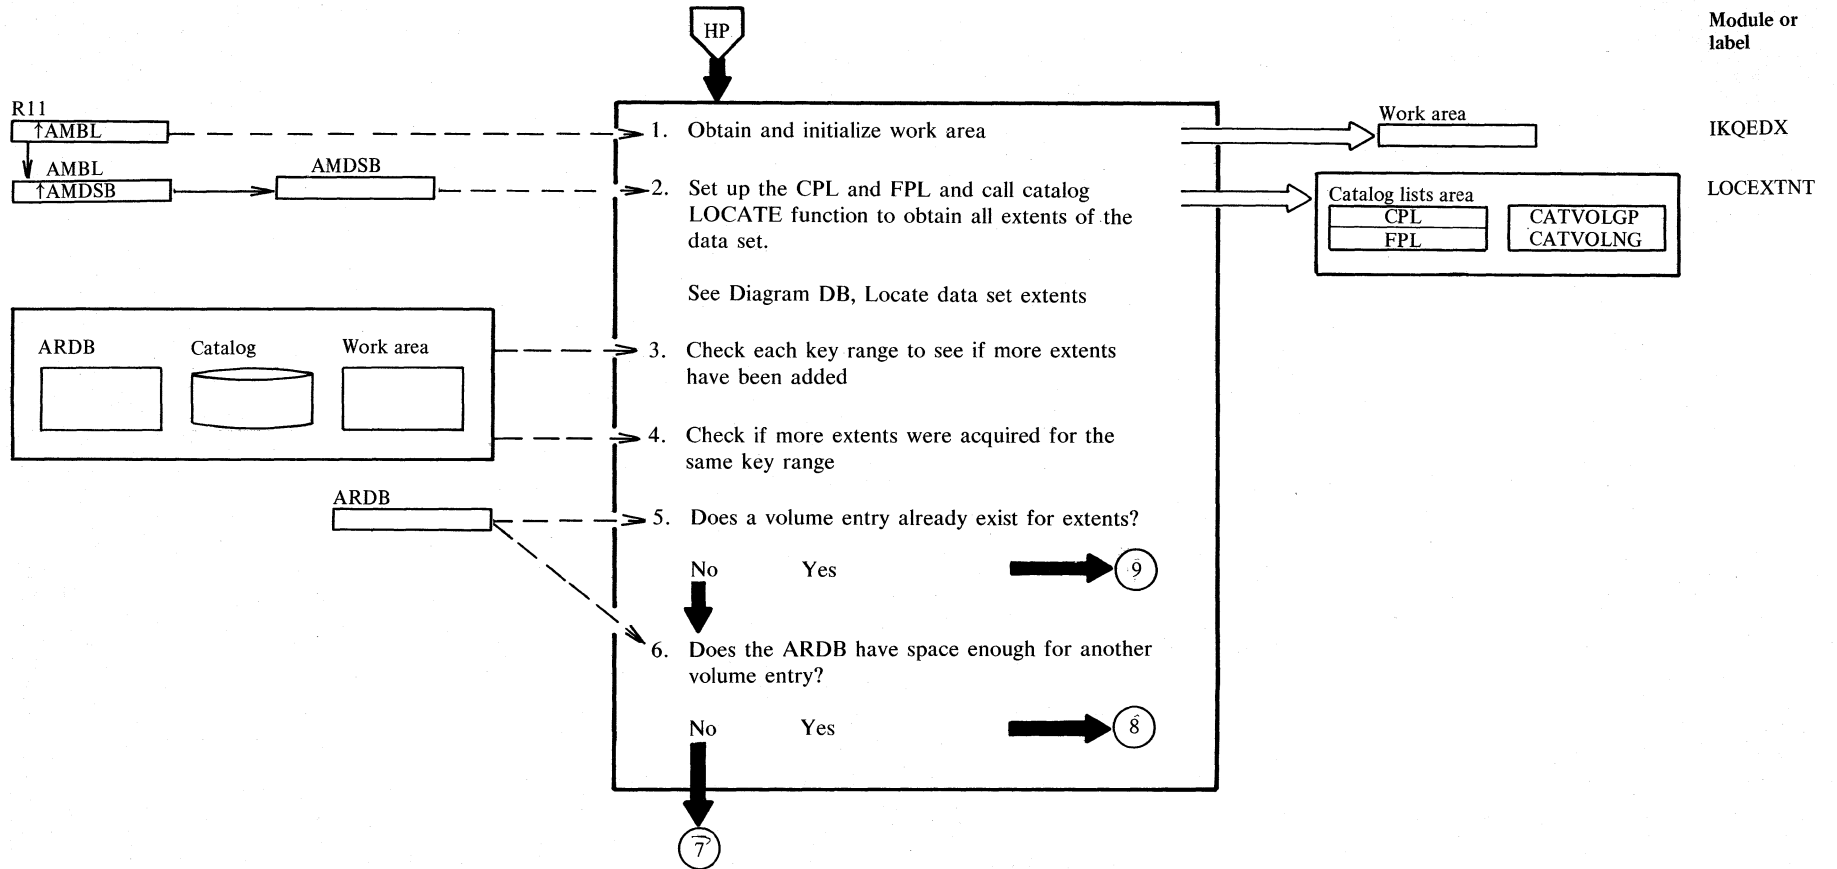 HP
Module or
label
R11
↑AMBL
1. Obtain and initialize work area
Work area
IKQEDX
AMBL
↑AMDSB
AMDSB
2. Set up the CPL and FPL and call catalog
LOCATE function to obtain all extents of the
data set.
Catalog lists area
CPL
FPL
CATVOLGP
CATVOLNG
LOCEXTNT
See Diagram DB, Locate data set extents
ARDB
Catalog
Work area
3. Check each key range to see if more extents
have been added
4. Check if more extents were acquired for the
same key range
ARDB
5. Does a volume entry already exist for extents?
No Yes 9
6. Does the ARDB have space enough for another
volume entry?
No Yes 8
7